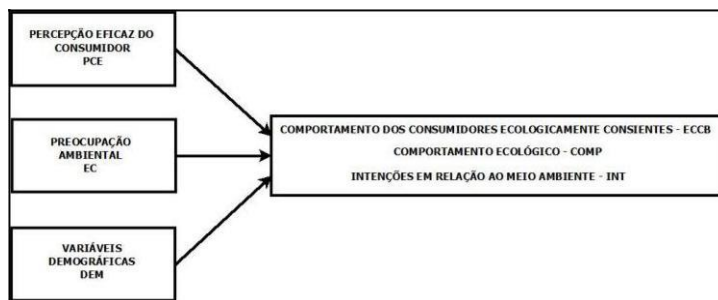 PERCEPÇÃO EFICAZ DO
CONSUMIDOR
PCE
PREOCUPAÇÃO
AMBIENTAL
EC
VARIÁVEIS
DEMOGRÁFICAS
DEM
COMPORTAMENTO DOS CONSUMIDORES ECOLOGICAMENTE CONSIENTES - ECCB
COMPORTAMENTO ECOLÓGICO - COMP
INTENÇÕES EM RELAÇÃO AO MEIO AMBIENTE - INT